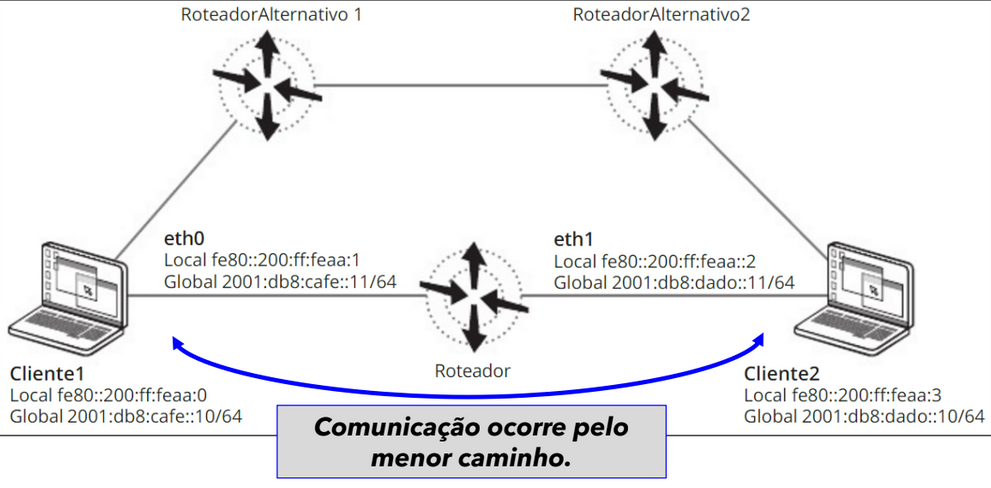 RoteadorAlternativo 1
RoteadorAlternativo2
eth0
Local fe80::200:ff:feaa:1
Global 2001:db8:cafe::11/64
eth1
Local fe80::200:ff:feaa::2
Global 2001:db8:dado::11/64
Roteador
Cliente1
Local fe80::200:ff:feaa:0
Global 2001:db8:cafe::10/64
Cliente2
Local fe80::200:ff:feaa:3
Global 2001:db8:dado::10/64
Comunicação ocorre pelo
menor caminho.